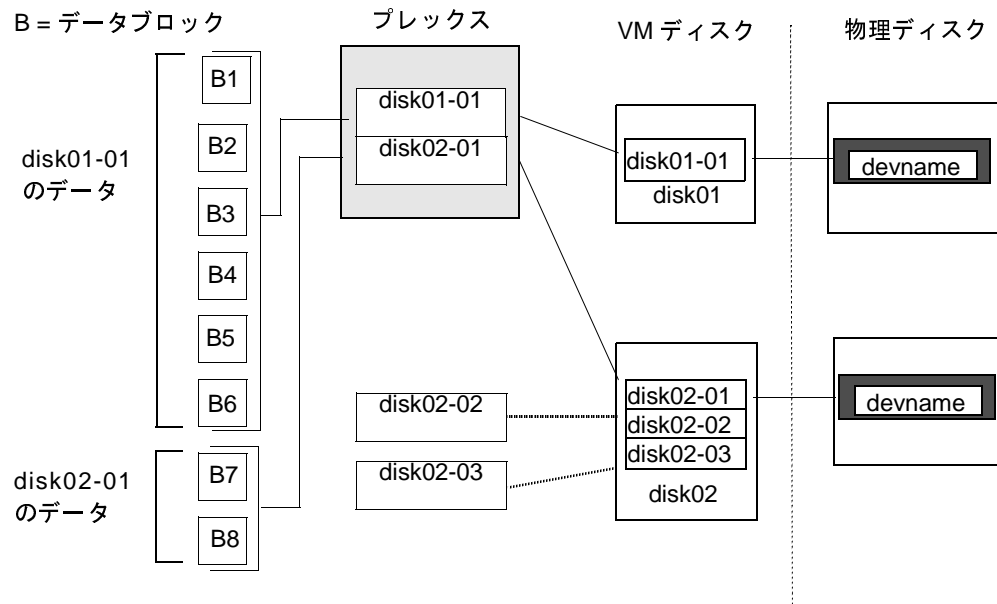 B = データブロック
プレックス
VM ディスク
物理ディスク
disk01-01
のデータ
B1
B2
B3
B4
B5
B6
disk02-01
のデータ
B7
B8
disk01-01
disk02-01
disk02-02
disk02-03
disk01-01
disk01
disk02-01
disk02-02
disk02-03
disk02
devname
devname